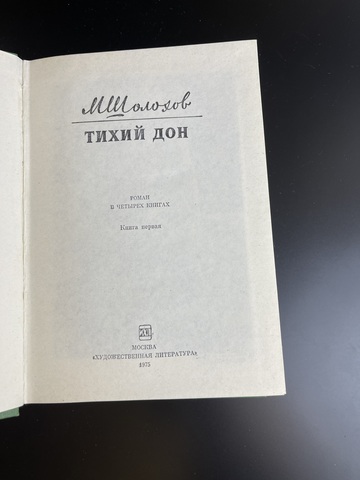 М Шолохов
ТИХИЙ ДОН
РОМАН
В ЧЕТЫРЕХ КНИГАХ
Книга первая
МОСКВА
«ХУДОЖЕСТВЕННАЯ ЛИТЕРАТУРА»
1975